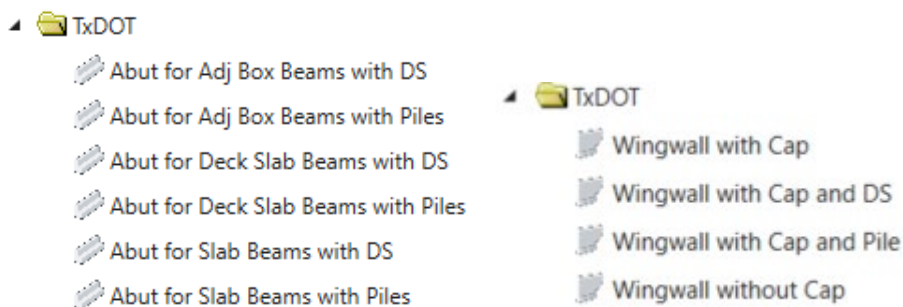 TxDOT
Abut for Adj Box Beams with DS
Abut for Adj Box Beams with Piles
Abut for Deck Slab Beams with DS
Abut for Deck Slab Beams with Piles
Abut for Slab Beams with DS
Abut for Slab Beams with Piles
TxDOT
Wingwall with Cap
Wingwall with Cap and DS
Wingwall with Cap and Pile
Wingwall without Cap